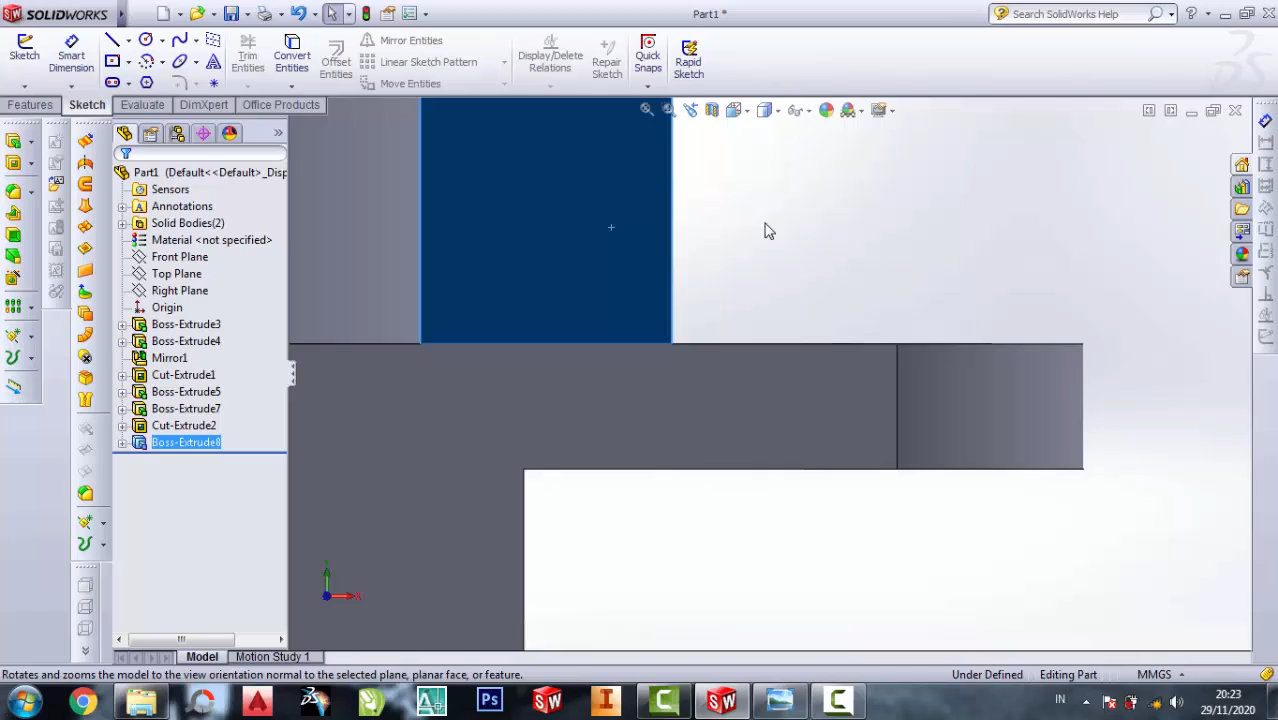 SOLIDWORKS
Part1 *
Search SolidWorks Help
Sketch
Smart Dimension
Trim Entities
Convert Entities
Offset Entities
Mirror Entities
Linear Sketch Pattern
Move Entities
Display/Delete Relations
Repair Sketch
Quick Snaps
Rapid Sketch
Features
Sketch
Evaluate
DimXpert
Office Products
Part1 (Default<<Default>_Disp
Sensors
Annotations
Solid Bodies(2)
Material <not specified>
Front Plane
Top Plane
Right Plane
Origin
Boss-Extrude3
Boss-Extrude4
Mirror1
Cut-Extrude1
Boss-Extrude5
Boss-Extrude7
Cut-Extrude2
Boss-Extrude8
Model
Motion Study 1
Rotates and zooms the model to the view orientation normal to the selected plane, planar face, or feature.
Under Defined
Editing Part
MMGS
IN
20:23
29/11/2020